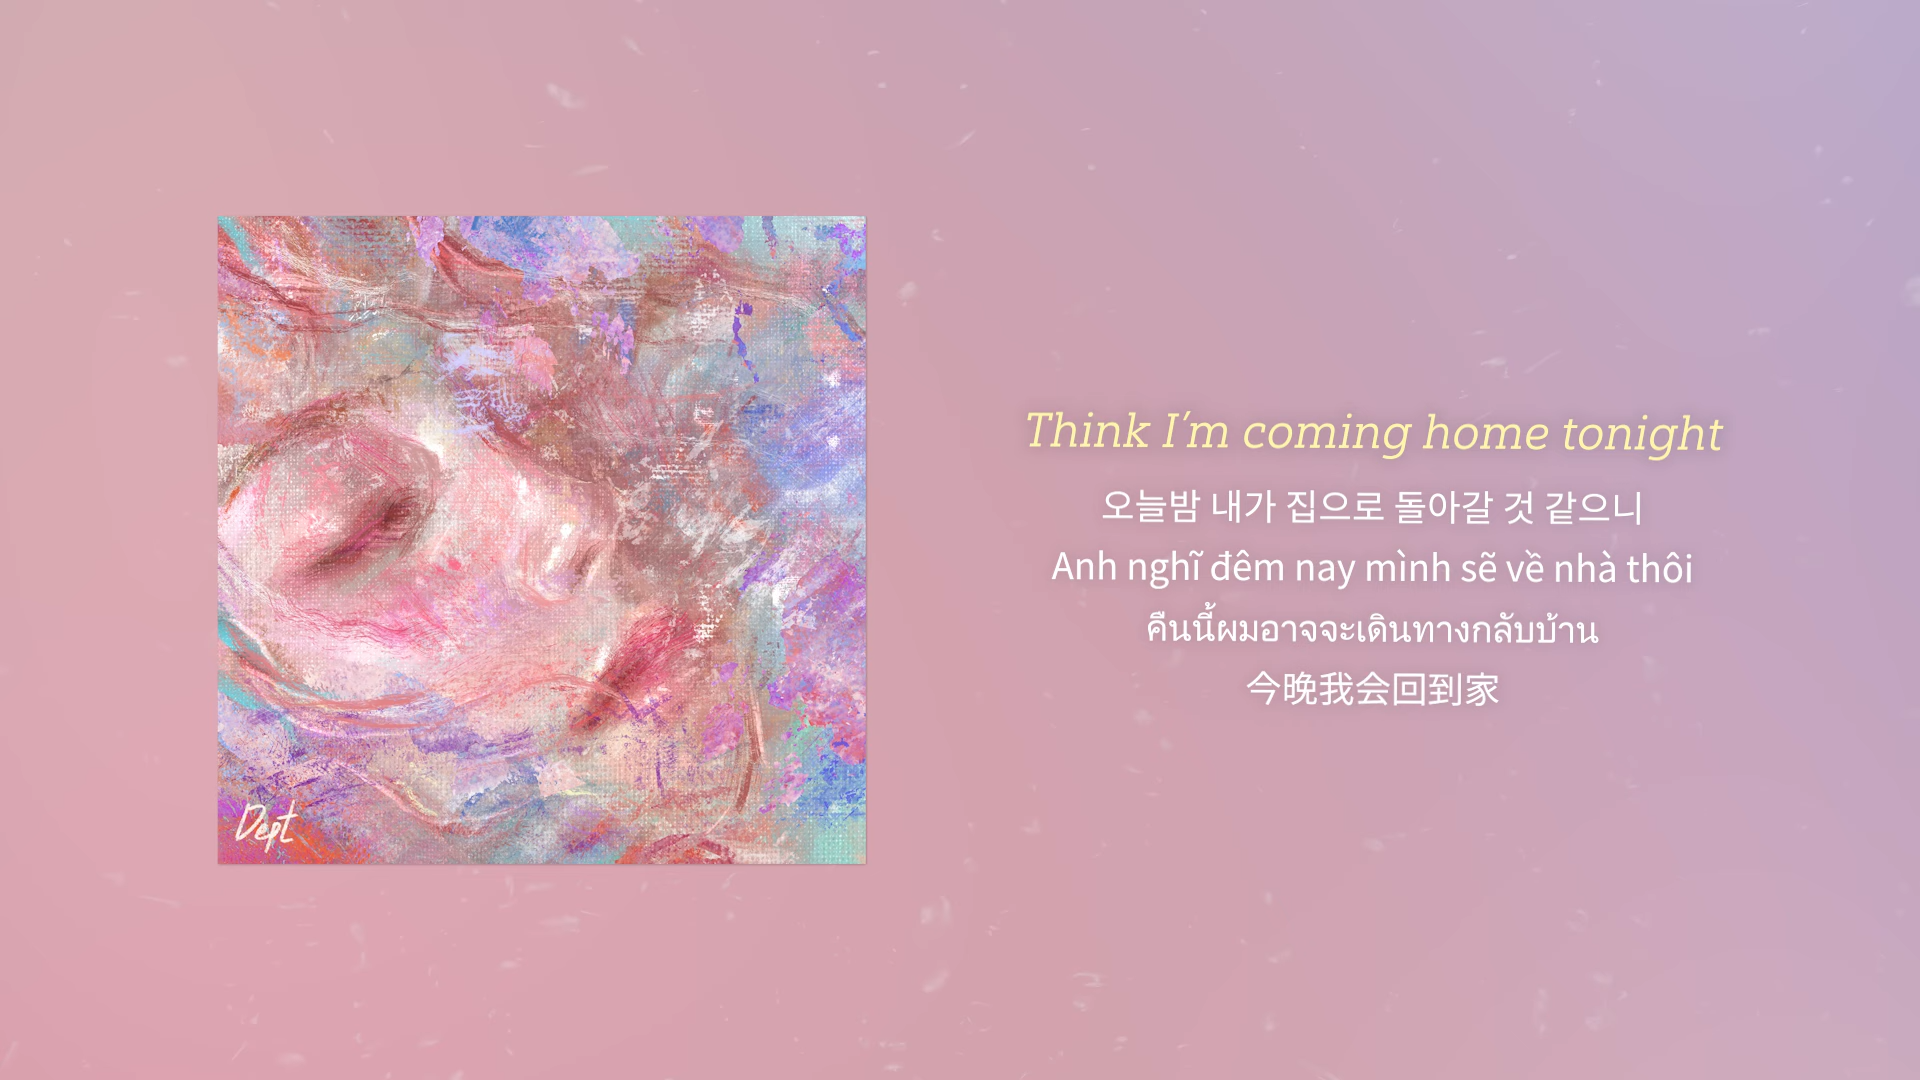 Dept
Think I'm coming home tonight
오늘밤 내가 집으로 돌아갈 것 같으니
Anh nghĩ đêm nay mình sẽ về nhà thôi
คืนนี้ผมอาจจะเดินทางกลับบ้าน
今晚我会回到家